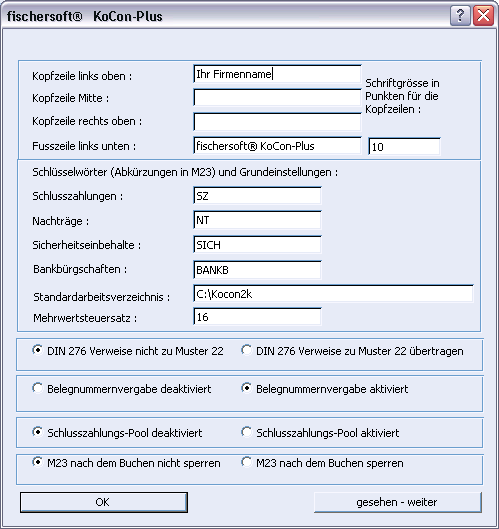 fischersoft® KoCon-Plus
?
X
Kopfzeile links oben :
Ihr Firmenname
Schriftgrösse in
Punkten für die
Kopfzeilen :
Kopfzeile Mitte :
Kopfzeile rechts oben :
Fusszeile links unten :
fischersoft® KoCon-Plus
10
Schlüsselwörter (Abkürzungen in M23) und Grundeinstellungen :
Schlusszahlungen :
SZ
Nachträge :
NT
Sicherheitseinbehalte :
SICH
Bankbürgschaften :
BANKB
Standardarbeitsverzeichnis :
C:\Kocon2k
Mehrwertsteuersatz :
16
DIN 276 Verweise nicht zu Muster 22
DIN 276 Verweise zu Muster 22 übertragen
Belegnummernvergabe deaktiviert
Belegnummernvergabe aktiviert
Schlusszahlungs-Pool deaktiviert
Schlusszahlungs-Pool aktiviert
M23 nach dem Buchen nicht sperren
M23 nach dem Buchen sperren
OK
gesehen - weiter